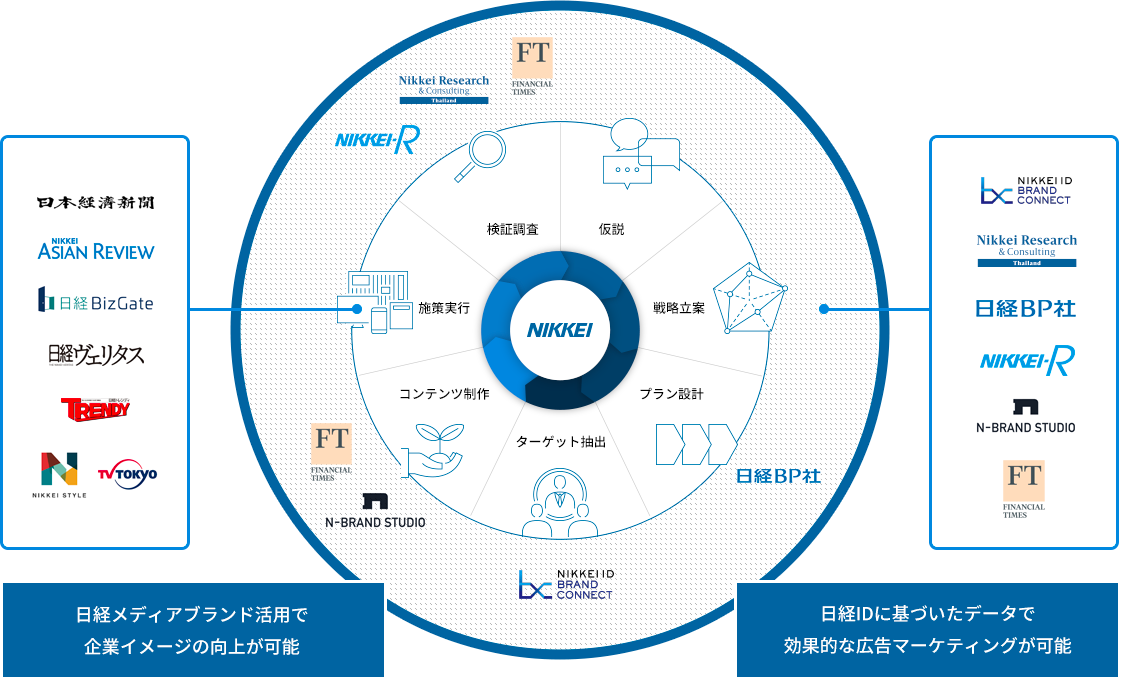 日本経済新聞
NIKKEI
ASIAN REVIEW
日経 BizGate
日経ヴェリタス
TRENDY
NIKKEI STYLE
TV TOKYO
Nikkei Research
& Consulting
Thailand
FT
FINANCIAL
TIMES
NIKKEI-R
検証調査
仮説
施策実行
戦略立案
NIKKEI
コンテンツ制作
プラン設計
ターゲット抽出
FT
FINANCIAL
TIMES
N-BRAND STUDIO
日経BP社
NIKKEI ID
BRAND
CONNECT
NIKKEI ID
BRAND
CONNECT
Nikkei Research
& Consulting
Thailand
日経BP社
NIKKEI-R
N-BRAND STUDIO
FT
FINANCIAL
TIMES
日経メディアブランド活用で
企業イメージの向上が可能
日経IDに基づいたデータで
効果的な広告マーケティングが可能